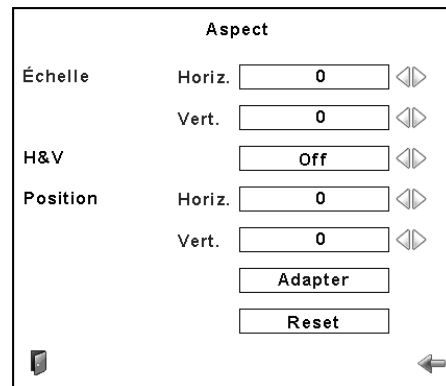 Aspect
Échelle Horiz. 0
Vert. 0
H&V Off
Position Horiz. 0
Vert. 0
Adapter
Reset